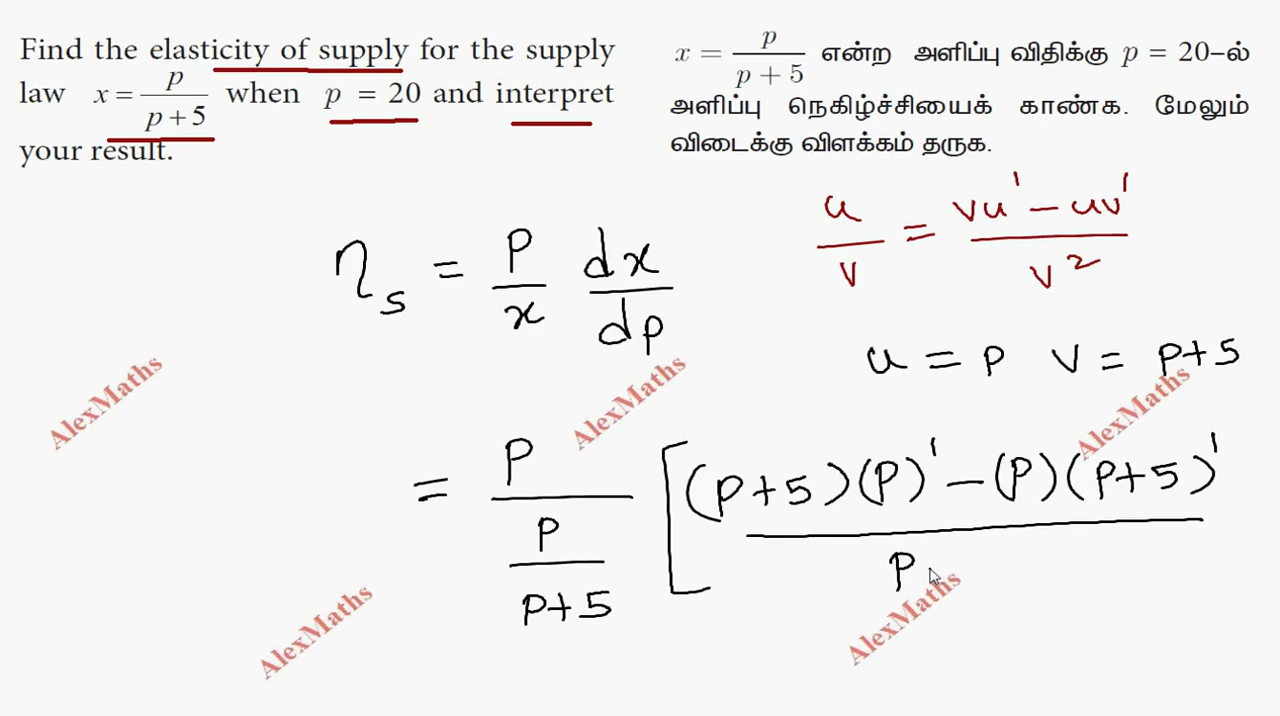 Find the elasticity of supply for the supply
law x = p/(p + 5) when p = 20 and interpret
your result.
x = p/(p + 5) என்ற அளிப்பு விதிக்கு p = 20–ல்
அளிப்பு நெகிழ்ச்சியைக் காண்க. மேலும்
விடைக்கு விளக்கம் தருக.
u/v = (vu' - uv')/v²
ηs = p/x dx/dp
u = p v = p+5
AlexMaths
AlexMaths
AlexMaths
= p/(p/(p+5)) [(p+5)(p)' - (p)(p+5)'/p
AlexMaths
AlexMaths